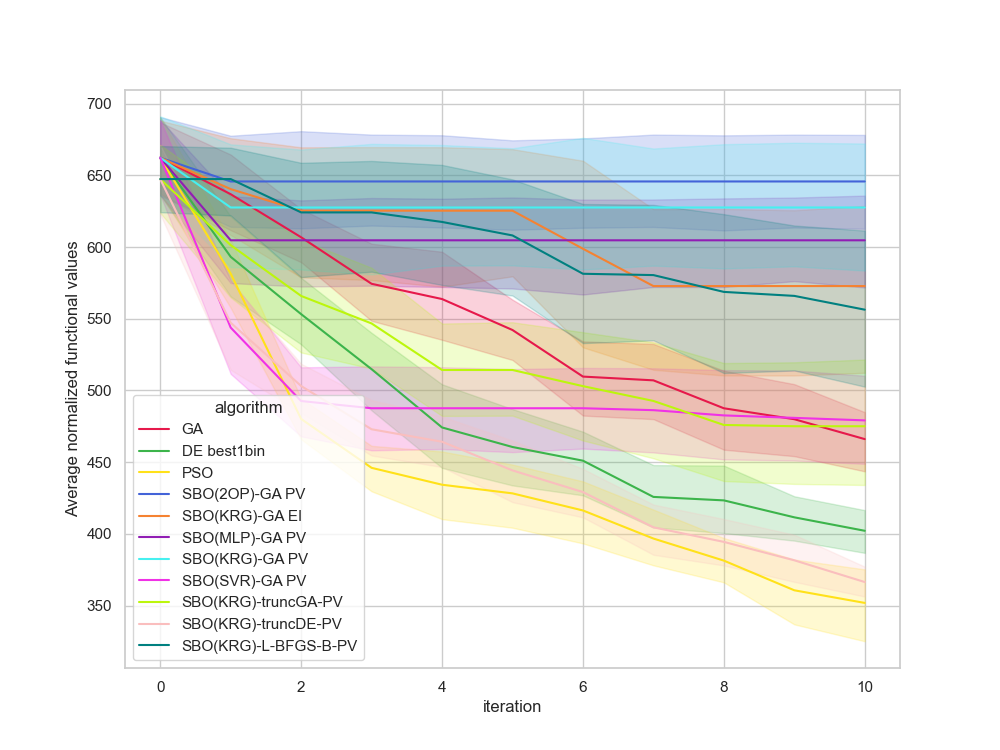 700
650
600
550
500
450
400
350
Average normalized functional values
algorithm
GA
DE best1bin
PSO
SBO(2OP)-GA PV
SBO(KRG)-GA EI
SBO(MLP)-GA PV
SBO(KRG)-GA PV
SBO(SVR)-GA PV
SBO(KRG)-truncGA-PV
SBO(KRG)-truncDE-PV
SBO(KRG)-L-BFGS-B-PV
0 2 4 6 8 10
iteration